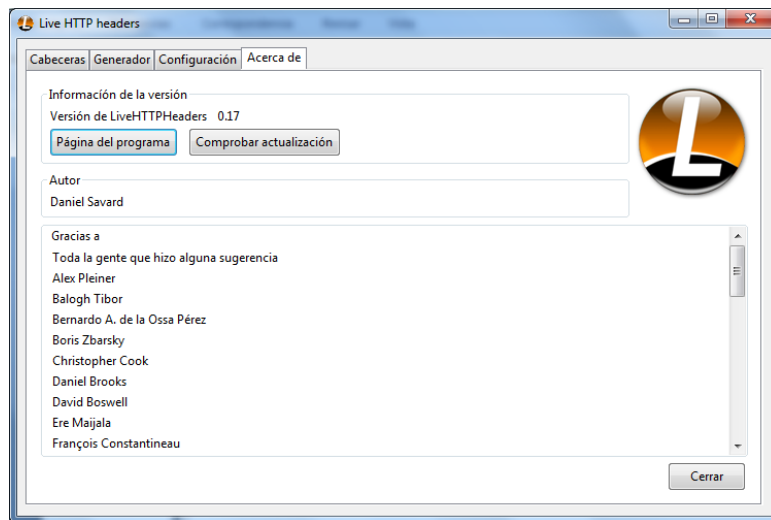 Live HTTP headers
Cabeceras Generador Configuración Acerca de
Información de la versión
Versión de LiveHTTPHeaders 0.17
Página del programa Comprobar actualización
L
Autor
Daniel Savard
Gracias a
Toda la gente que hizo alguna sugerencia
Alex Pleiner
Balogh Tibor
Bernardo A. de la Ossa Pérez
Boris Zbarsky
Christopher Cook
Daniel Brooks
David Boswell
Ere Maijala
François Constantineau
Cerrar